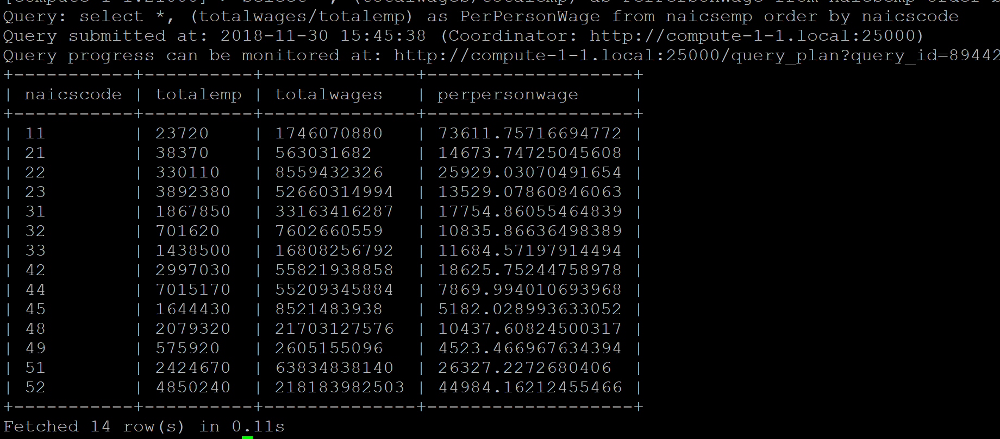 Query: select *, (totalwages/totalemp) as PerPersonWage from naicsemp order by naicscode
Query submitted at: 2018-11-30 15:45:38 (Coordinator: http://compute-1-1.local:25000)
Query progress can be monitored at: http://compute-1-1.local:25000/query_plan?query_id=89442
+-----------+----------+--------------+-------------------+
| naicscode | totalemp | totalwages   | perpersonwage     |
+-----------+----------+--------------+-------------------+
| 11        | 23720    | 1746070880   | 73611.75716694772 |
| 21        | 38370    | 563031682    | 14673.74725045608 |
| 22        | 330110   | 8559432326   | 25929.03070491654 |
| 23        | 3892380  | 52660314994  | 13529.07860846063 |
| 31        | 1867850  | 33163416287  | 17754.86055464839 |
| 32        | 701620   | 7602660559   | 10835.86636498389 |
| 33        | 1438500  | 16808256792  | 11684.57197914494 |
| 42        | 2997030  | 55821938858  | 18625.75244758978 |
| 44        | 7015170  | 55209345884  | 7869.994010693968 |
| 45        | 1644430  | 8521483938   | 5182.028993633052 |
| 48        | 2079320  | 21703127576  | 10437.60824500317 |
| 49        | 575920   | 2605155096   | 4523.466967634394 |
| 51        | 2424670  | 63834838140  | 26327.2272680406  |
| 52        | 4850240  | 218183982503 | 44984.16212455466 |
+-----------+----------+--------------+-------------------+
Fetched 14 row(s) in 0.11s